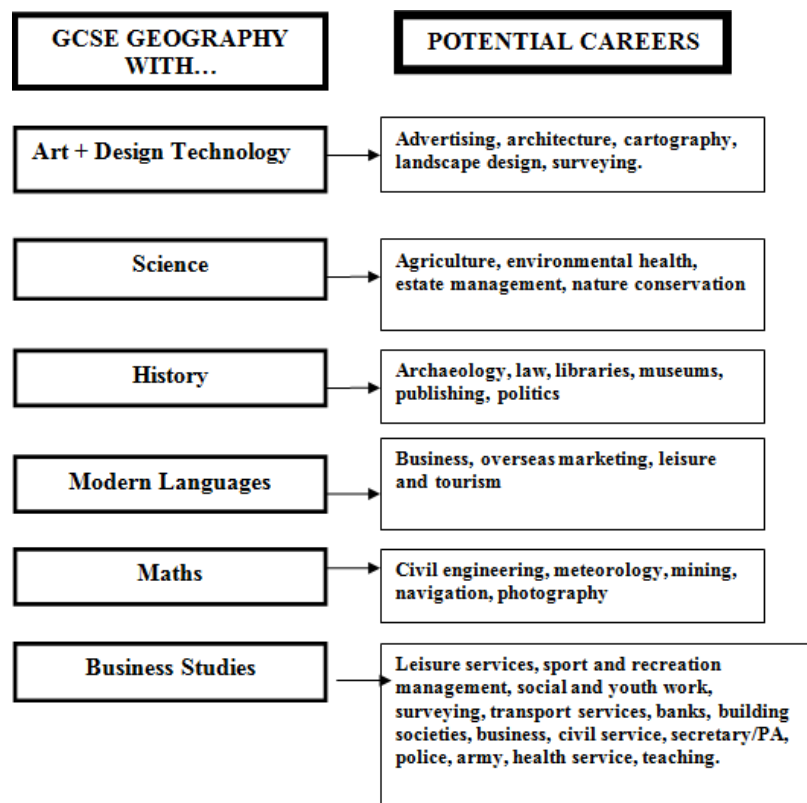 GCSE GEOGRAPHY
WITH...
POTENTIAL CAREERS
Art + Design Technology
Advertising, architecture, cartography,
landscape design, surveying.
Science
Agriculture, environmental health,
estate management, nature conservation
History
Archaeology, law, libraries, museums,
publishing, politics
Modern Languages
Business, overseas marketing, leisure
and tourism
Maths
Civil engineering, meteorology, mining,
navigation, photography
Business Studies
Leisure services, sport and recreation
management, social and youth work,
surveying, transport services, banks, building
societies, business, civil service, secretary/PA,
police, army, health service, teaching.